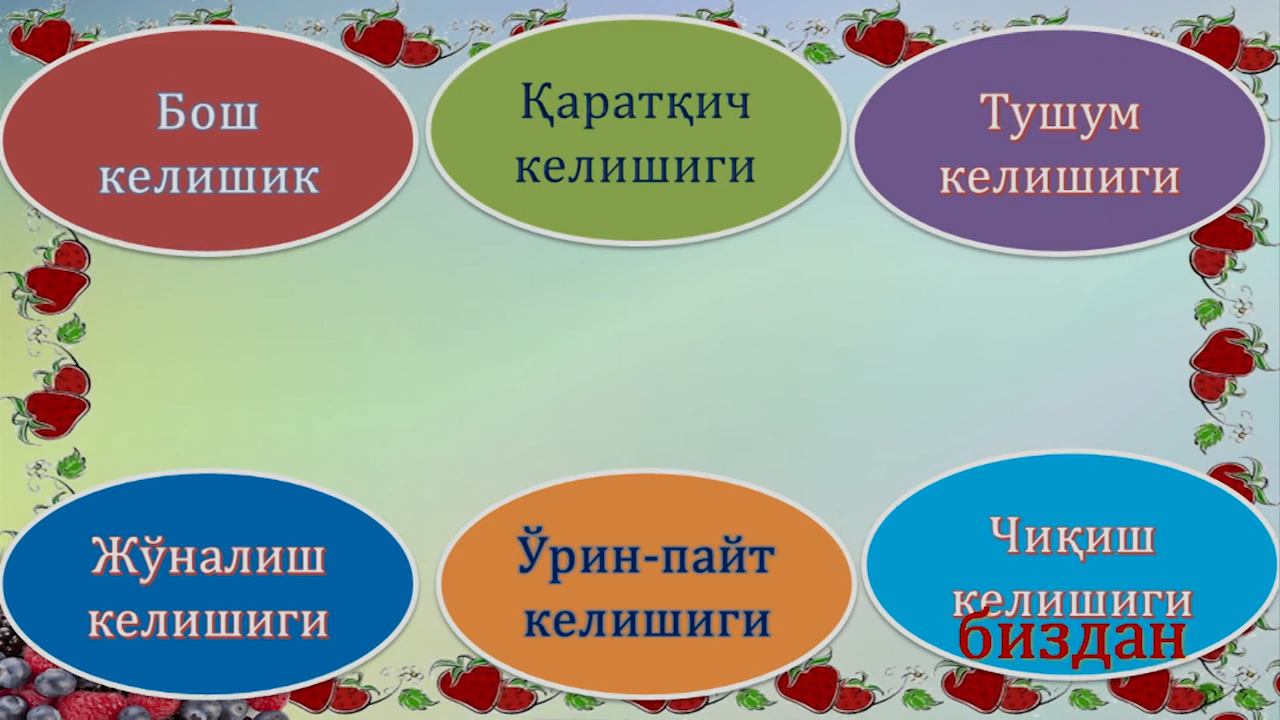 Бош
келишик
Қаратқич
келишиги
Тушум
келишиги
Жўналиш
келишиги
Ўрин-пайт
келишиги
Чиқиш
келишиги
биздан